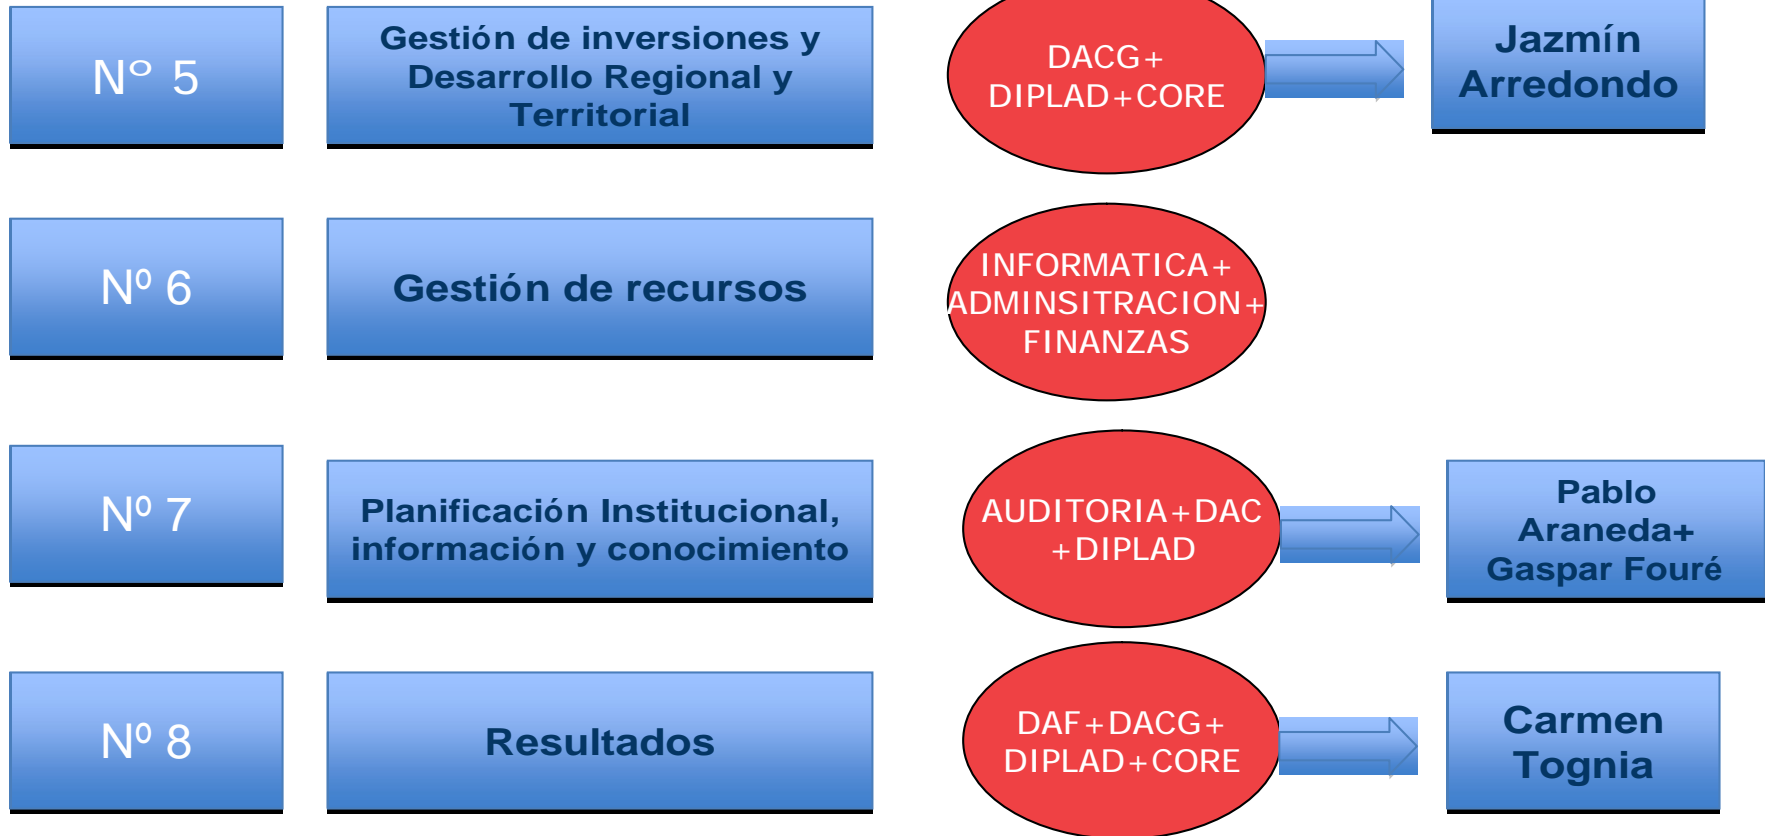 N° 5
Gestión de inversiones y
Desarrollo Regional y
Territorial
DACG+
DIPLAD+CORE
Jazmín
Arredondo
Nº 6
Gestión de recursos
INFORMATICA+
ADMINSITRACION+
FINANZAS
Nº 7
Planificación Institucional,
información y conocimiento
AUDITORIA+DAC
+DIPLAD
Pablo
Araneda+
Gaspar Fouré
Nº 8
Resultados
DAF+DACG+
DIPLAD+CORE
Carmen
Tognia